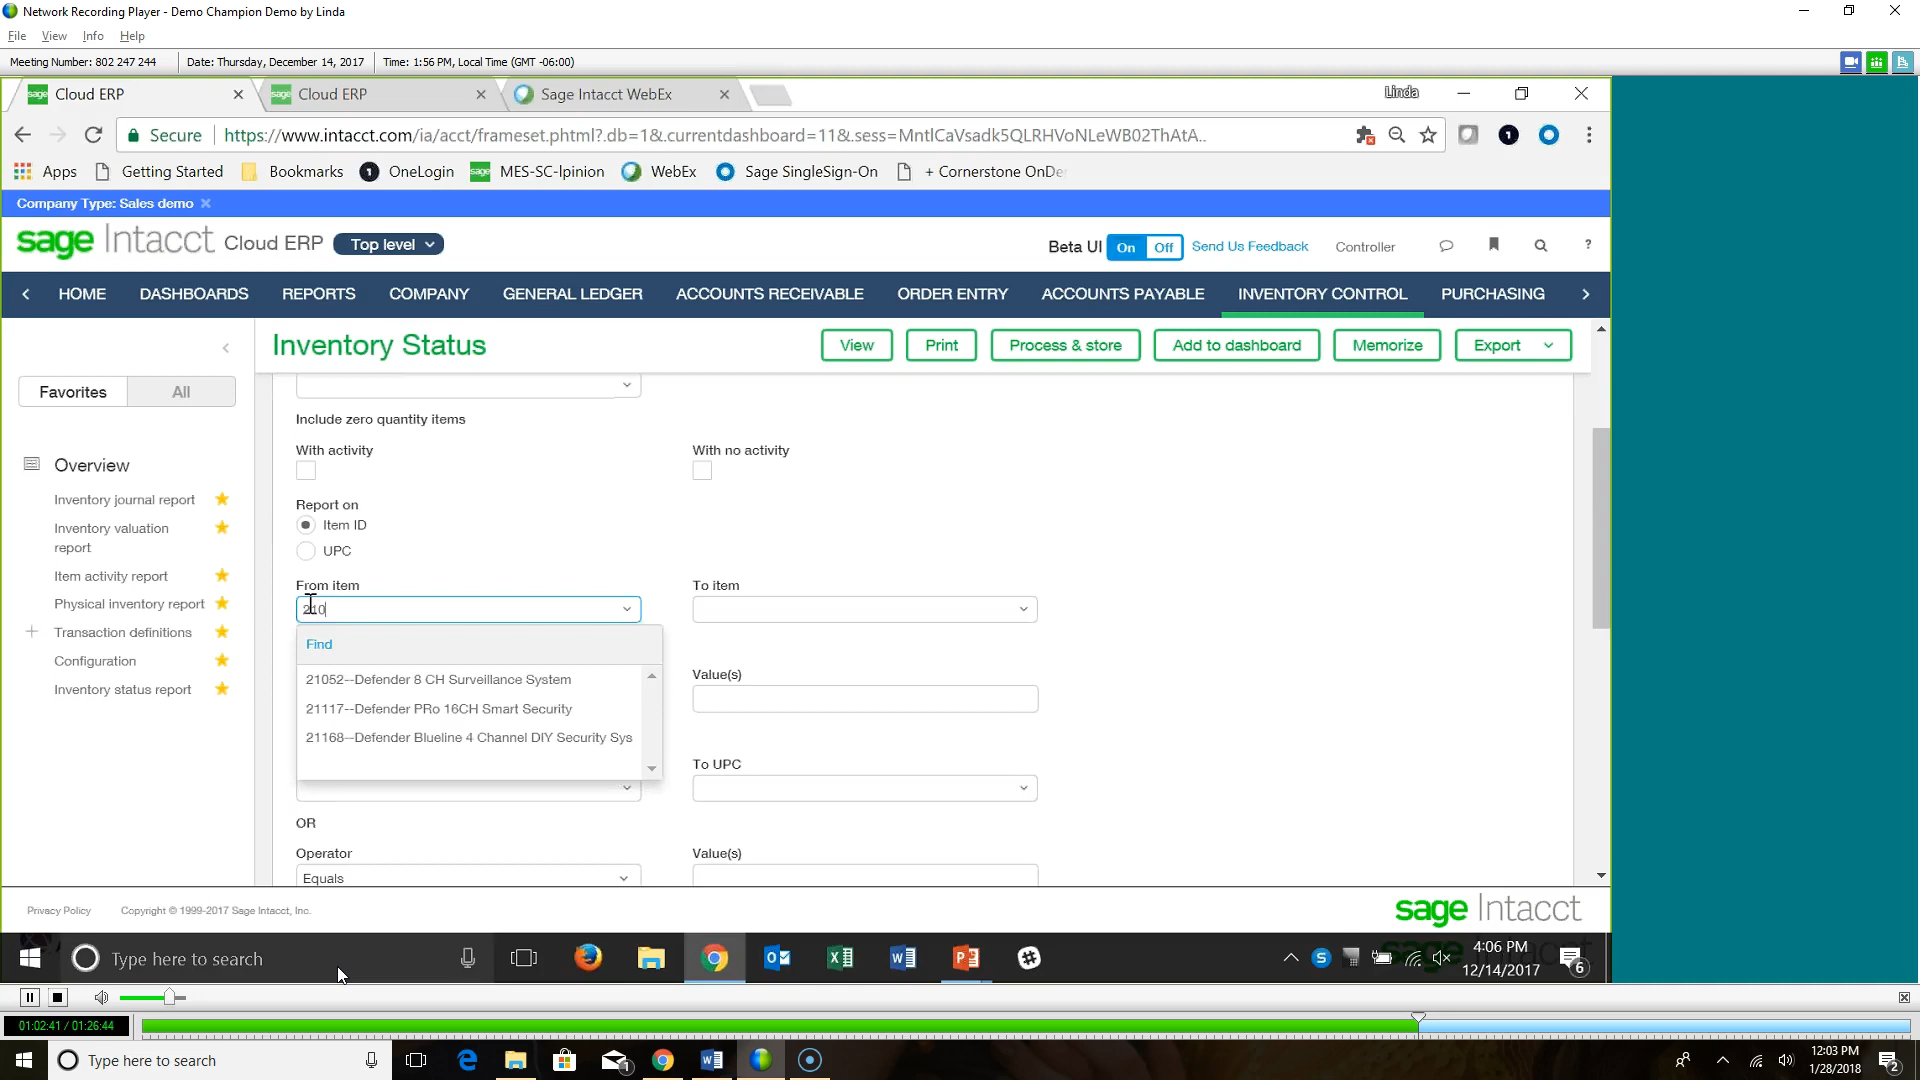 Network Recording Player - Demo Champion Demo by Linda
File View Info Help
Meeting Number: 802 247 244 Date: Thursday, December 14, 2017 Time: 1:56 PM, Local Time (GMT -06:00)
sage Cloud ERP sage Cloud ERP Sage Intacct WebEx Linda
Secure https://www.intacct.com/ia/acct/frameset.phtml?.db=1&.currentdashboard=11&.sess=MntlCaVsadk5QLRHVoNLeWB02ThAtA..
Apps Getting Started Bookmarks 1 OneLogin sage MES-SC-Ipinion WebEx Sage SingleSign-On + Cornerstone OnDe
Company Type: Sales demo
sage Intacct Cloud ERP Top level Beta UI On Off Send Us Feedback Controller ?
HOME DASHBOARDS REPORTS COMPANY GENERAL LEDGER ACCOUNTS RECEIVABLE ORDER ENTRY ACCOUNTS PAYABLE INVENTORY CONTROL PURCHASING
Inventory Status View Print Process & store Add to dashboard Memorize Export
Favorites All
Overview
Inventory journal report
Inventory valuation
report
Item activity report
Physical inventory report
Transaction definitions
Configuration
Inventory status report
Include zero quantity items
With activity With no activity
Report on
Item ID
UPC
From item To item
210
Find
21052--Defender 8 CH Surveillance System
21117--Defender PRo 16CH Smart Security
21168--Defender Blueline 4 Channel DIY Security Sys
Value(s)
To UPC
OR
Operator Value(s)
Equals
Privacy Policy Copyright © 1999-2017 Sage Intacct, Inc. sage Intacct
Type here to search 4:06 PM
12/14/2017 6
01:02:41 / 01:26:44
Type here to search 1 12:03 PM
1/28/2018 2